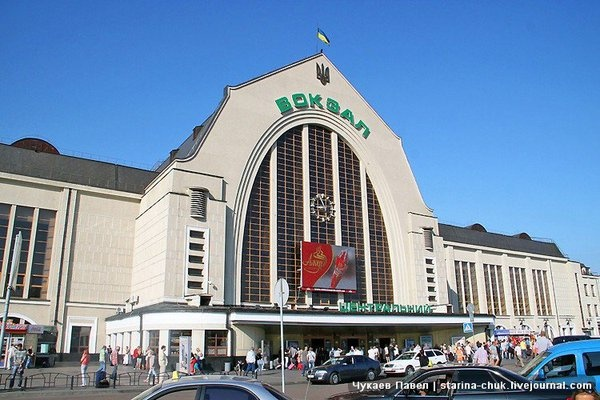 ВОКЗАЛ
ЦЕНТРАЛЬНИЙ
Чукаев Павел | starina-chuk.livejournal.com